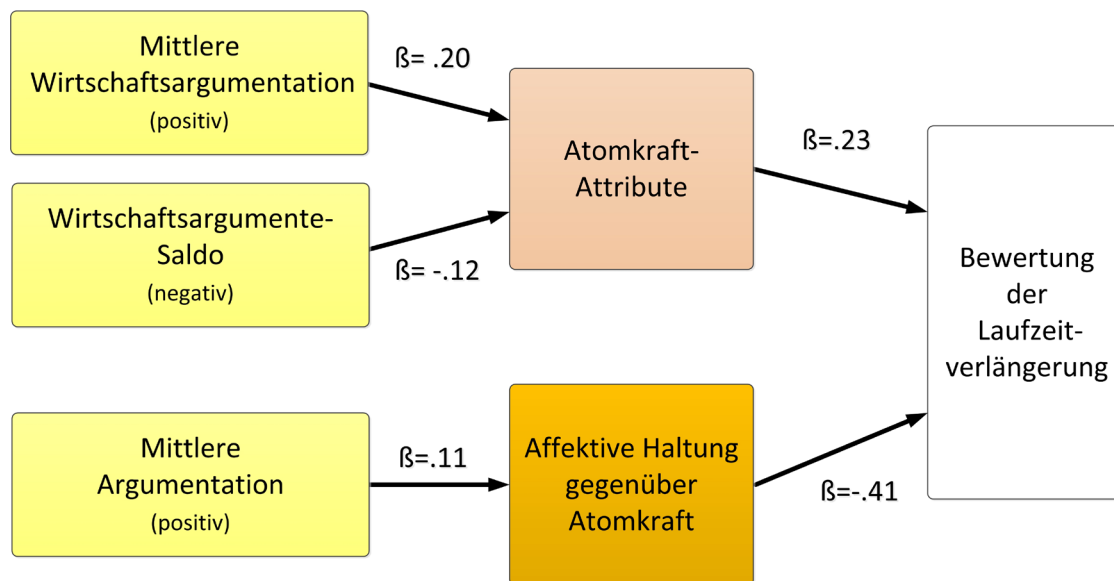 Mittlere
Wirtschaftsargumentation
(positiv)
ß= .20
Wirtschaftsargumente-
Saldo
(negativ)
ß= -.12
Atomkraft-
Attribute
ß=.23
Mittlere
Argumentation
(positiv)
ß=.11
Affektive Haltung
gegenüber
Atomkraft
ß=-.41
Bewertung
der
Laufzeit-
verlängerung